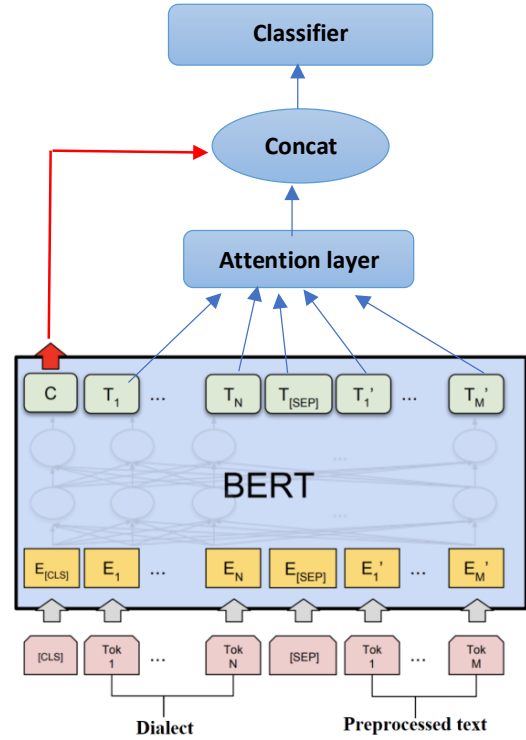 Classifier
Concat
Attention layer
C T1 ... TN T[SEP] T1' ... TM'
...
BERT
...
E[CLS] E1 ... EN E[SEP] E1' ... EM'
[CLS] Tok 1 ... Tok N [SEP] Tok 1 ... Tok M
Dialect Preprocessed text